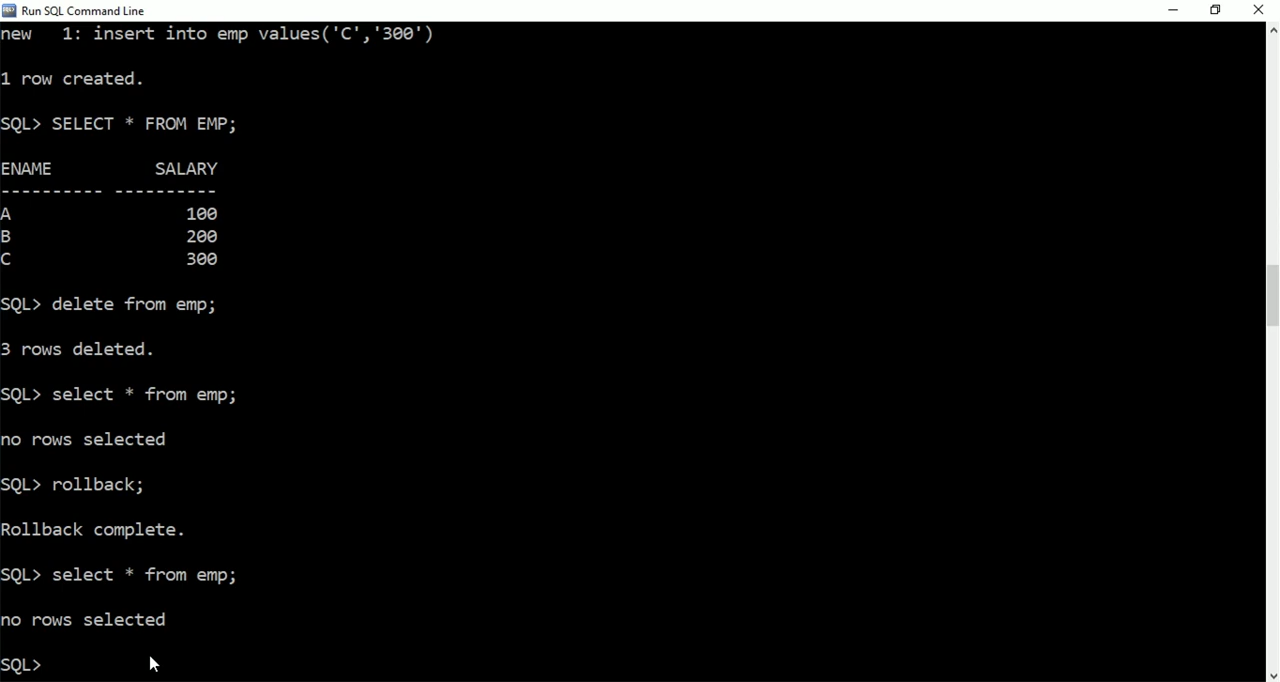 Run SQL Command Line
new   1: insert into emp values('C','300')
1 row created.
SQL> SELECT * FROM EMP;
ENAME          SALARY
---------- ----------
A                 100
B                 200
C                 300
SQL> delete from emp;
3 rows deleted.
SQL> select * from emp;
no rows selected
SQL> rollback;
Rollback complete.
SQL> select * from emp;
no rows selected
SQL>